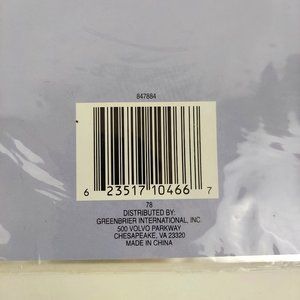 847884
6 23517 10466 7
78
DISTRIBUTED BY:
GREENBRIER INTERNATIONAL, INC.
500 VOLVO PARKWAY
CHESAPEAKE, VA 23320
MADE IN CHINA